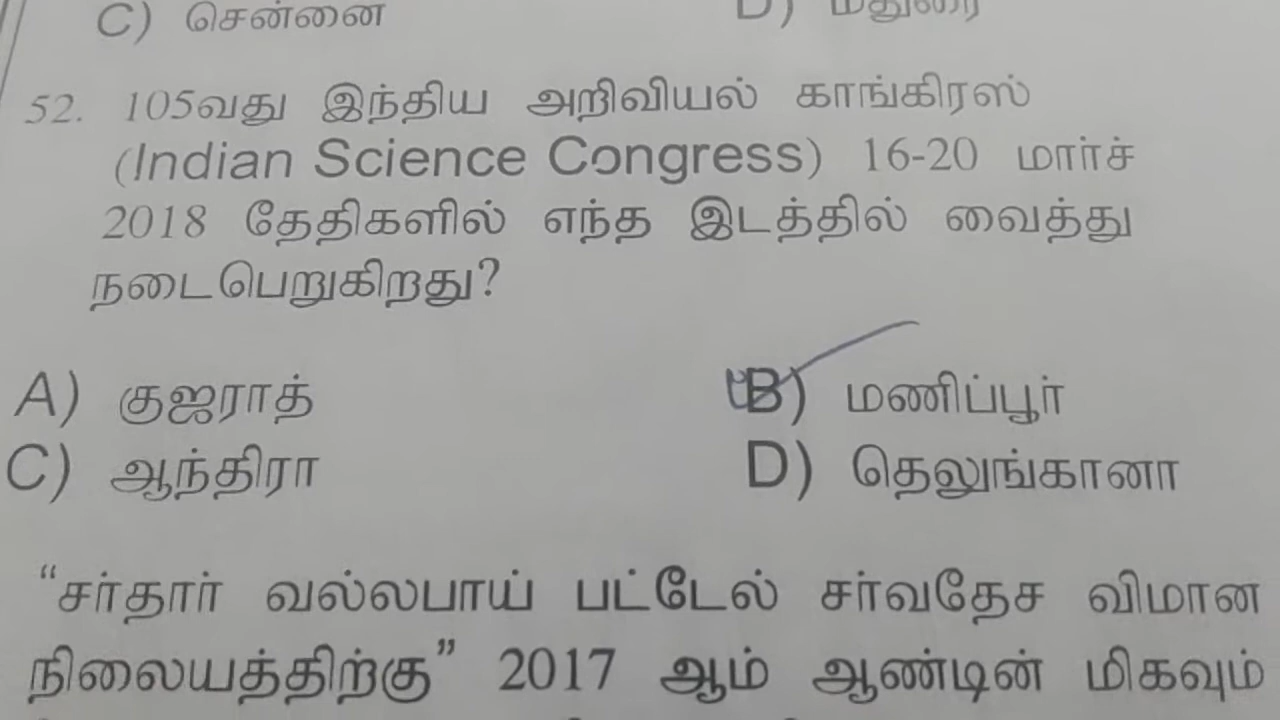 C) சென்னை D) மதுரை
52. 105வது இந்திய அறிவியல் காங்கிரஸ்
(Indian Science Congress) 16-20 மார்ச்
2018 தேதிகளில் எந்த இடத்தில் வைத்து
நடைபெறுகிறது?
A) குஜராத் B) மணிப்பூர்
C) ஆந்திரா D) தெலுங்கானா
“சர்தார் வல்லபாய் பட்டேல் சர்வதேச விமான
நிலையத்திற்கு” 2017 ஆம் ஆண்டின் மிகவும்